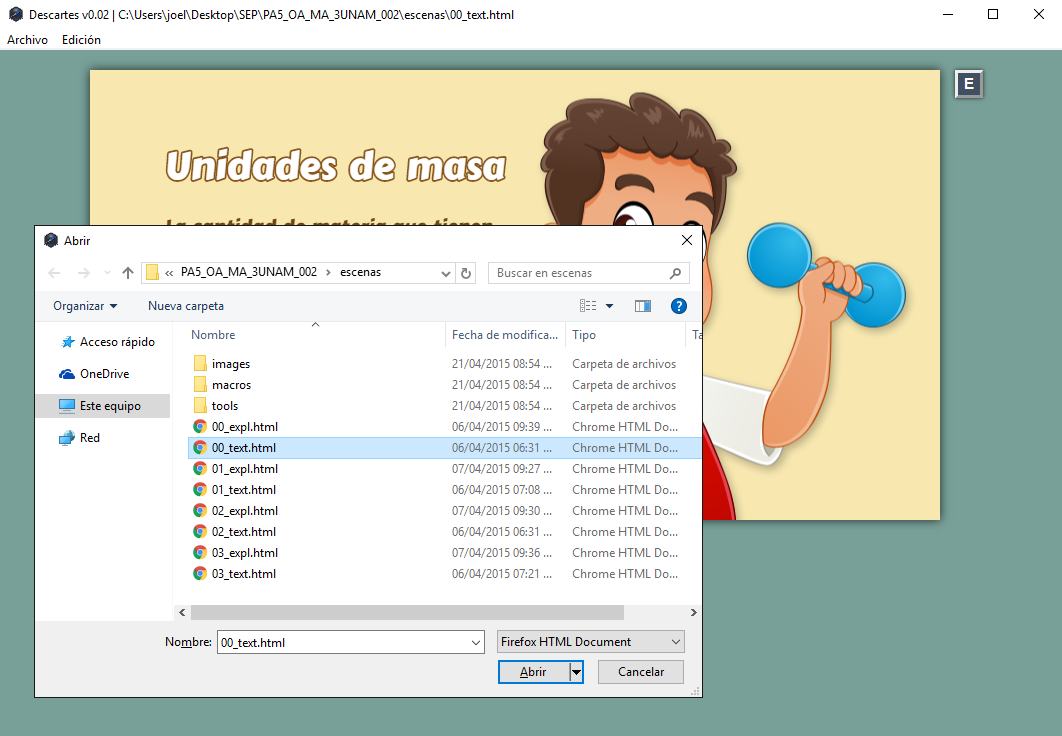 Descartes v0.02 | C:\Users\joel\Desktop\SEP\PA5_OA_MA_3UNAM_002\escenas\00_text.html
Archivo Edición
E
Unidades de masa
La cantidad de materia que tienen
Abrir
« PA5_OA_MA_3UNAM_002 › escenas
Buscar en escenas
Organizar Nueva carpeta
?
Nombre Fecha de modifica... Tipo Ta
Acceso rápido
OneDrive
Este equipo
Red
images 21/04/2015 08:54 ... Carpeta de archivos
macros 21/04/2015 08:54 ... Carpeta de archivos
tools 21/04/2015 08:54 ... Carpeta de archivos
00_expl.html 06/04/2015 09:39 ... Chrome HTML Do...
00_text.html 06/04/2015 06:31 ... Chrome HTML Do...
01_expl.html 07/04/2015 09:27 ... Chrome HTML Do...
01_text.html 06/04/2015 07:08 ... Chrome HTML Do...
02_expl.html 07/04/2015 09:30 ... Chrome HTML Do...
02_text.html 06/04/2015 06:31 ... Chrome HTML Do...
03_expl.html 07/04/2015 09:36 ... Chrome HTML Do...
03_text.html 06/04/2015 07:21 ... Chrome HTML Do...
Nombre: 00_text.html Firefox HTML Document
Abrir Cancelar